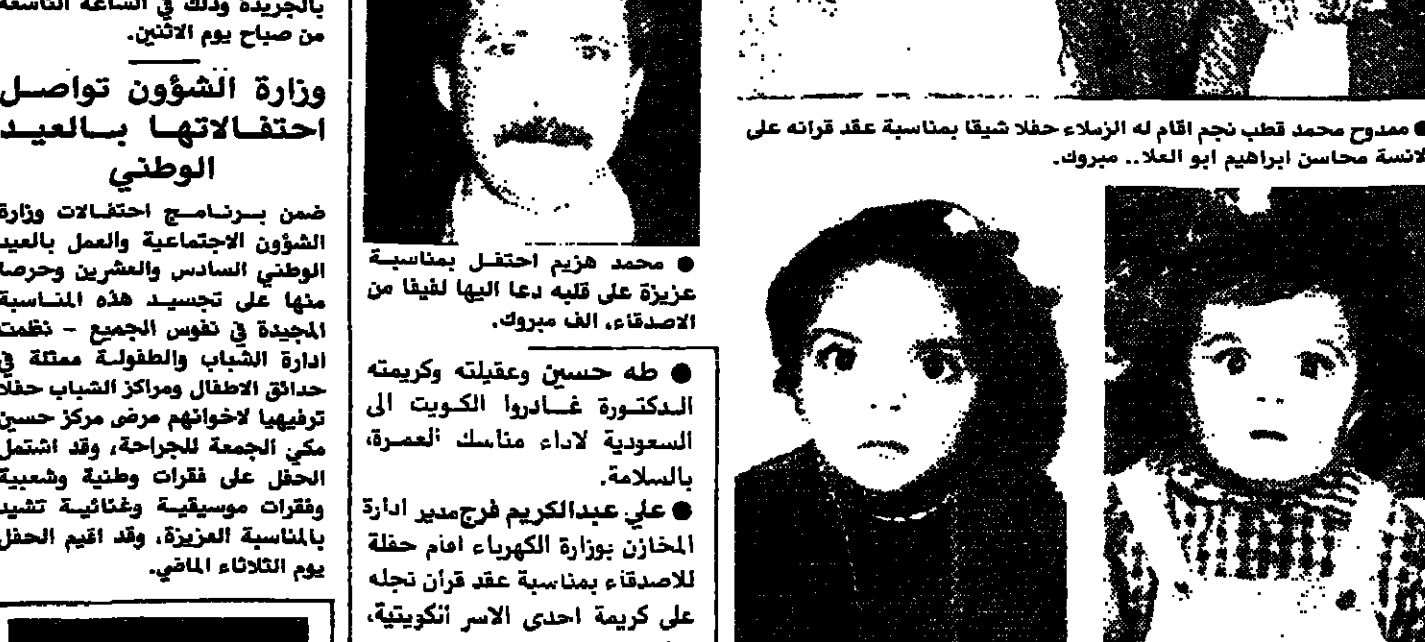 ● ممدوح محمد قطب نجم اقام له الزملاء حفلا شيقا بمناسبة عقد قرانه على
لانسة محاسن ابراهيم ابو العلا .. مبروك.
● محمد هزيم احتفل بمناسبة
عزيزة على قلبه دعا اليها لفيفا من
الاصدقاء، الف مبروك.
● طه حسين وعقيلته وكريمته
الدكتورة غادروا الكويت الى
السعودية لاداء مناسك العمرة،
بالسلامة.
● علي عبدالكريم فرج مدير ادارة
المخازن بوزارة الكهرباء اقام حفلة
للاصدقاء بمناسبة عقد قران نجله
على كريمة احدى الاسر الكويتية،
بالجريدة وذلك في الساعة التاسعة
من صباح يوم الاثنين.
وزارة الشؤون تواصل
احتفالاتها بالعيد
الوطني
ضمن برنامج احتفالات وزارة
الشؤون الاجتماعية والعمل بالعيد
الوطني السادس والعشرين وحرصا
منها على تجسيد هذه المناسبة
المجيدة في نفوس الجميع - نظمت
ادارة الشباب والطفولة ممثلة في
حدائق الاطفال ومراكز الشباب حفلا
ترفيهيا لاخوانهم مرضى مركز حسين
مكي الجمعة للجراحة، وقد اشتمل
الحفل على فقرات وطنية وشعبية
وفقرات موسيقية وغنائية تشيد
بالمناسبة العزيزة، وقد اقيم الحفل
يوم الثلاثاء الماضي.